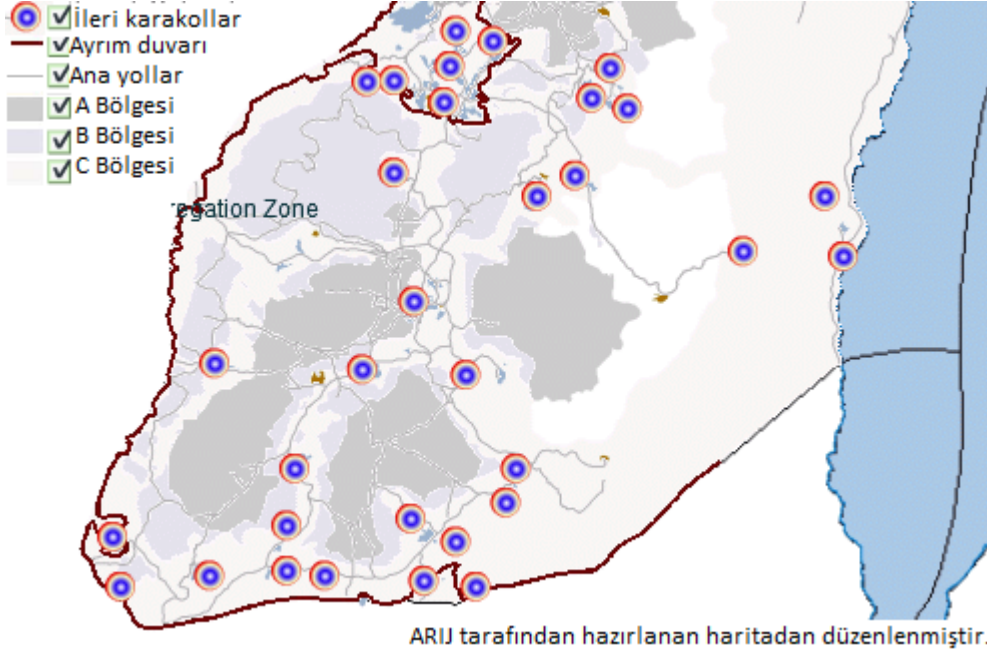 İleri karakollar
Ayrım duvarı
Ana yollar
A Bölgesi
B Bölgesi
C Bölgesi
regation Zone
ARIJ tarafından hazırlanan haritadan düzenlenmiştir.